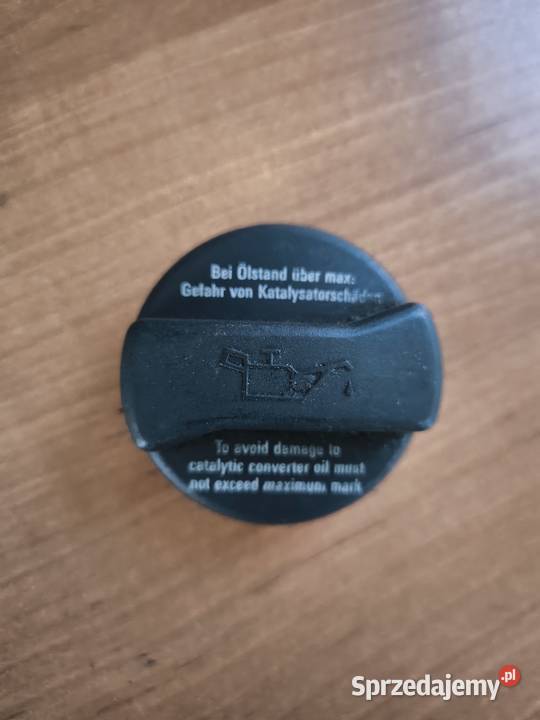 Bei Ölstand über max.
Gefahr von Katalysatorschäden
To avoid damage to
catalytic converter oil must
not exceed maximum mark
Sprzedajemy.pl